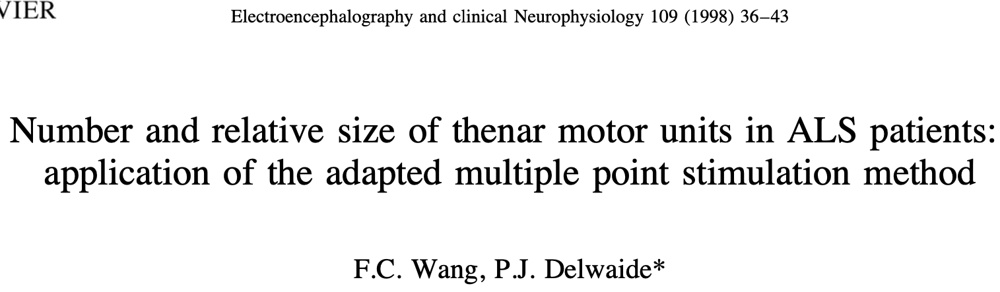 VIER
Electroencephalography and clinical Neurophysiology 109 (1998) 36–43
Number and relative size of thenar motor units in ALS patients:
application of the adapted multiple point stimulation method
F.C. Wang, P.J. Delwaide*